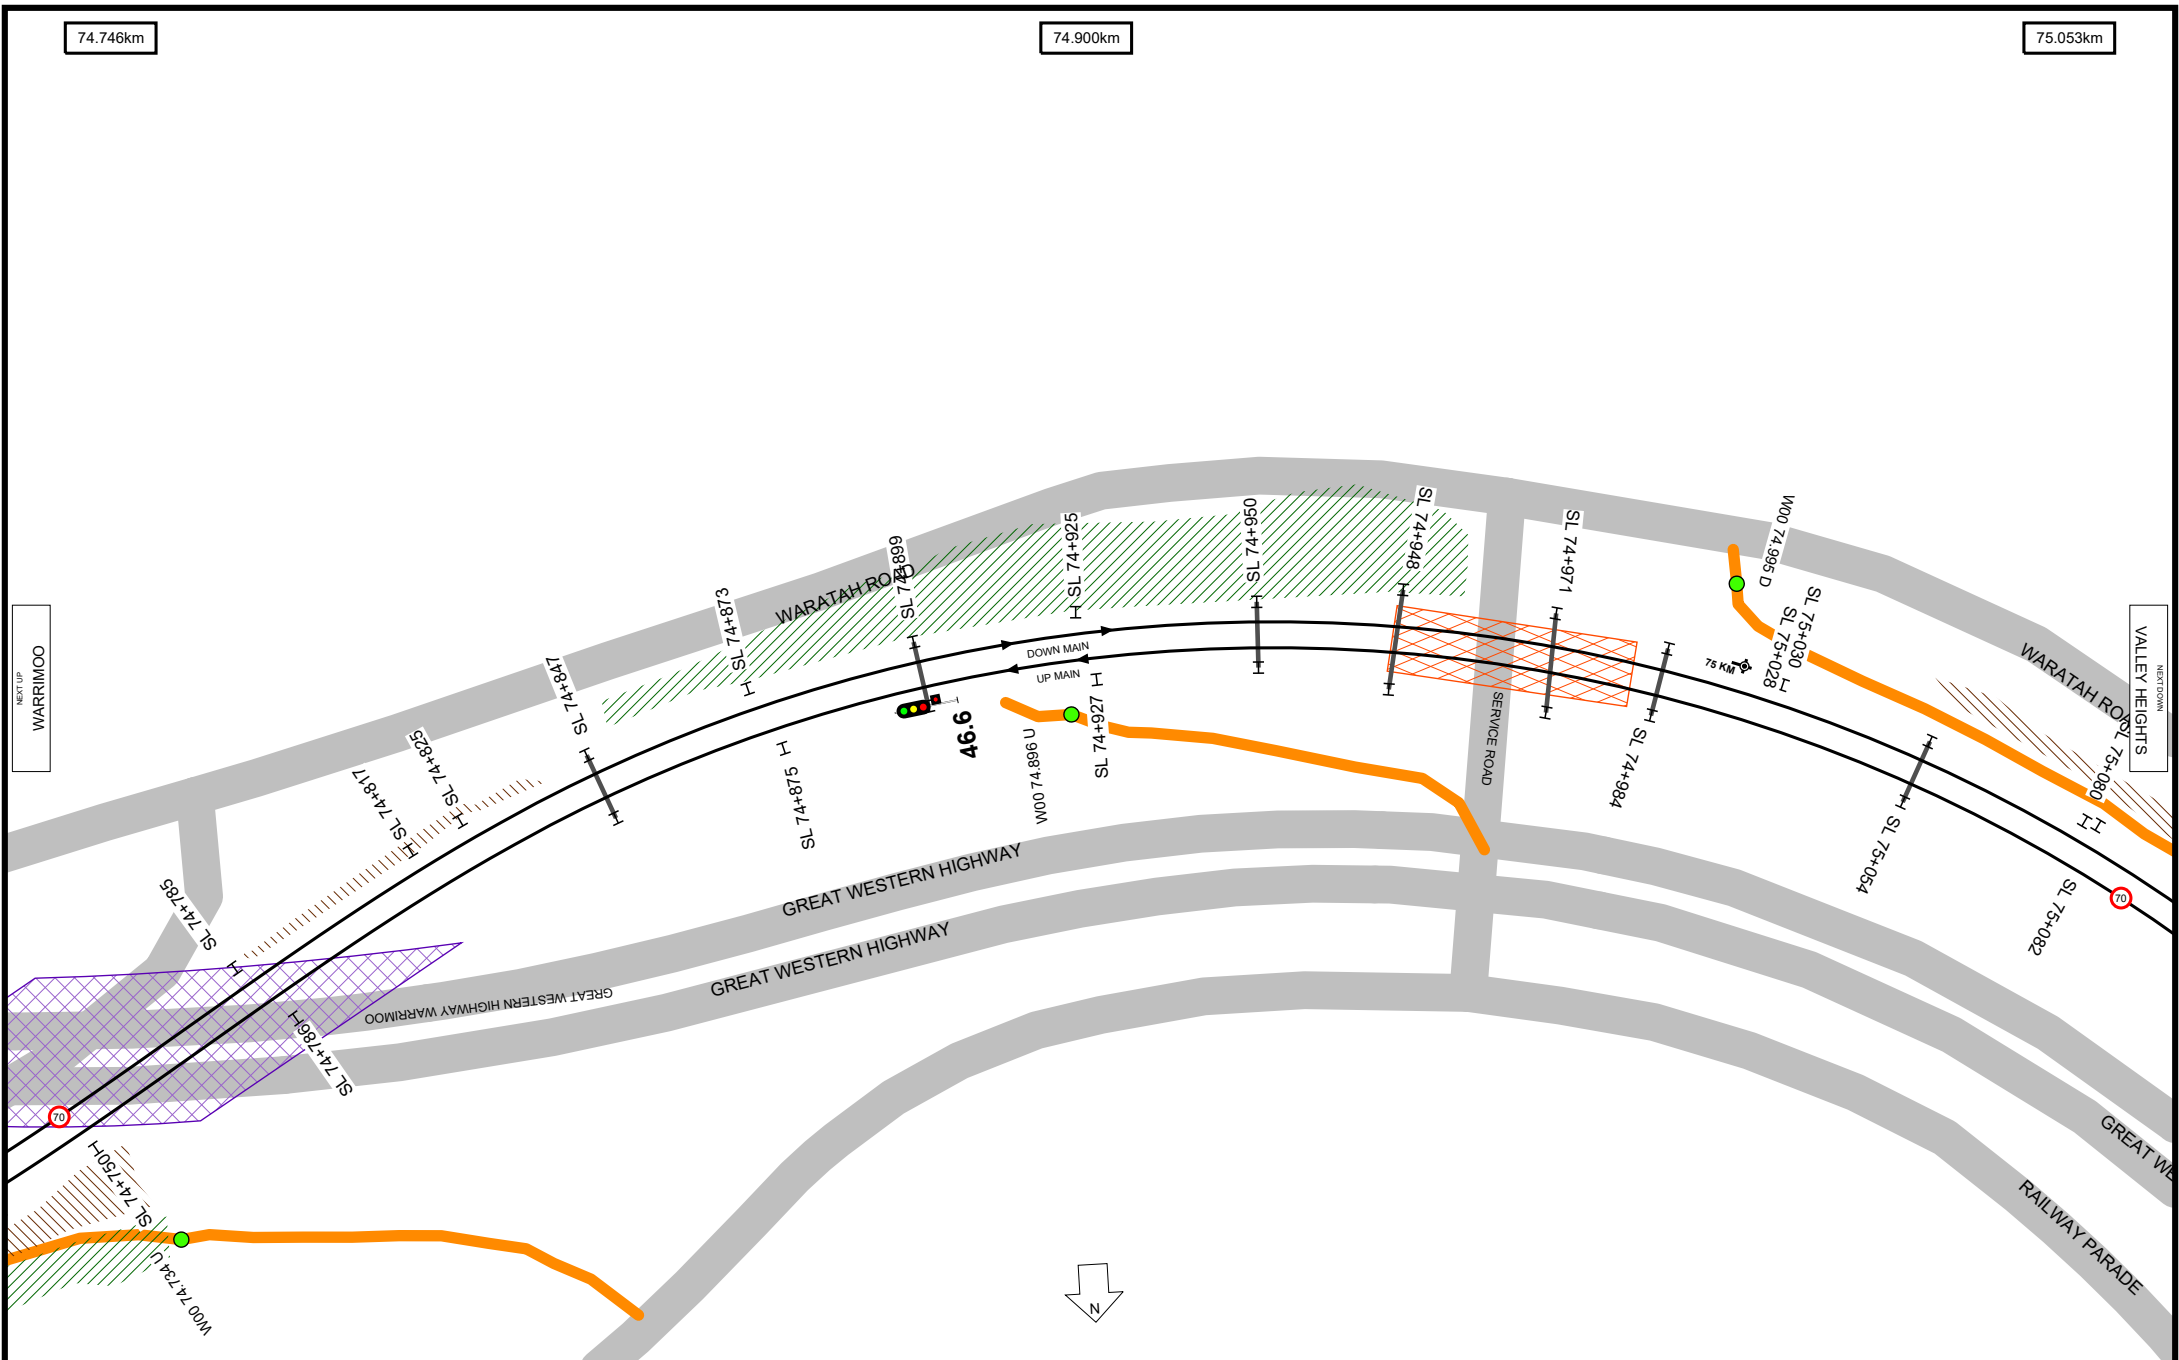 74.746km
74.900km
75.053km
NEXT UP
WARRIMOO
NEXT DOWN
VALLEY HEIGHTS
SL 74+785
SL 74+817
SL 74+825
SL 74+847
SL 74+873
WARATAH ROAD
SL 74+899
SL 74+925
SL 74+950
SL 74+948
SL 74+971
W00 74.995 D
SL 75+030
SL 75+028
75 KM
WARATAH ROAD
SL 75+080
DOWN MAIN
UP MAIN
46.6
SL 74+875
W00 74.896 U
SL 74+927
SERVICE ROAD
SL 74+984
SL 75+054
SL 75+082
70
GREAT WESTERN HIGHWAY
GREAT WESTERN HIGHWAY
GREAT WESTERN HIGHWAY WARRIMOO
SL 74+786
70
SL 74+750
W00 74.734 U
GREAT WE
RAILWAY PARADE
N